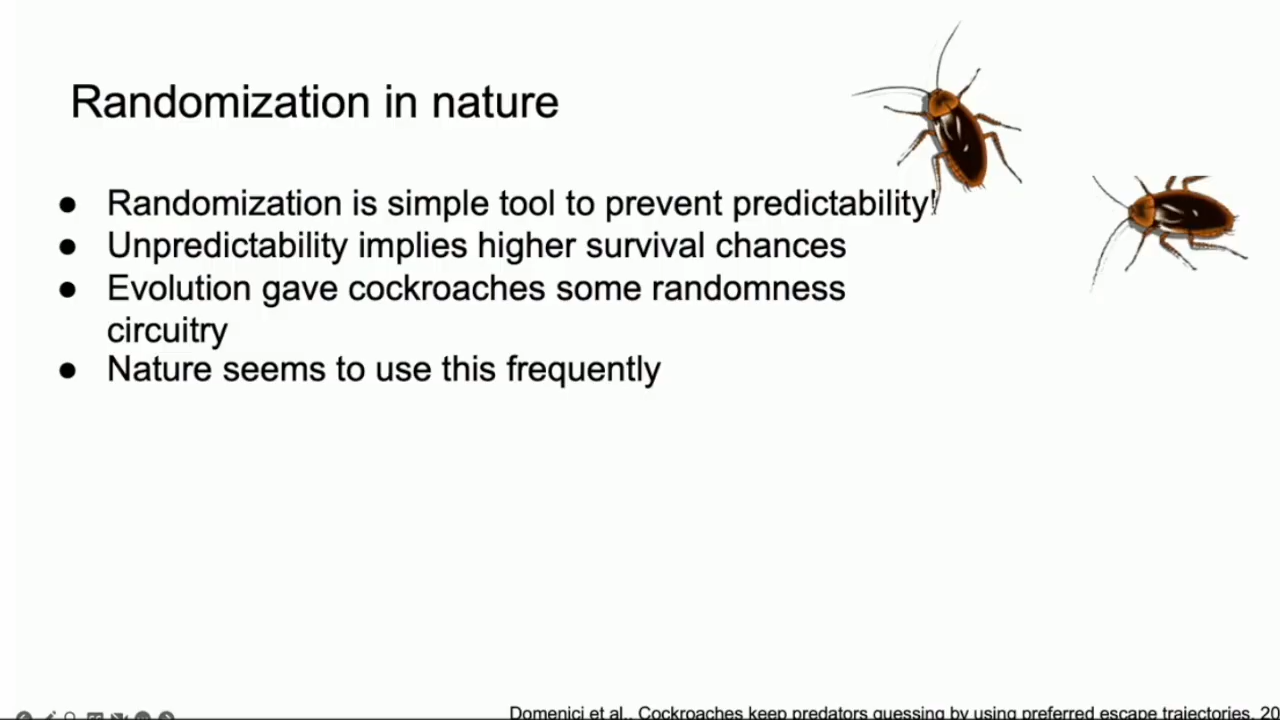 Randomization in nature
● Randomization is simple tool to prevent predictability!
● Unpredictability implies higher survival chances
● Evolution gave cockroaches some randomness
circuitry
● Nature seems to use this frequently
Domenici et al., Cockroaches keep predators guessing by using preferred escape trajectories, 20